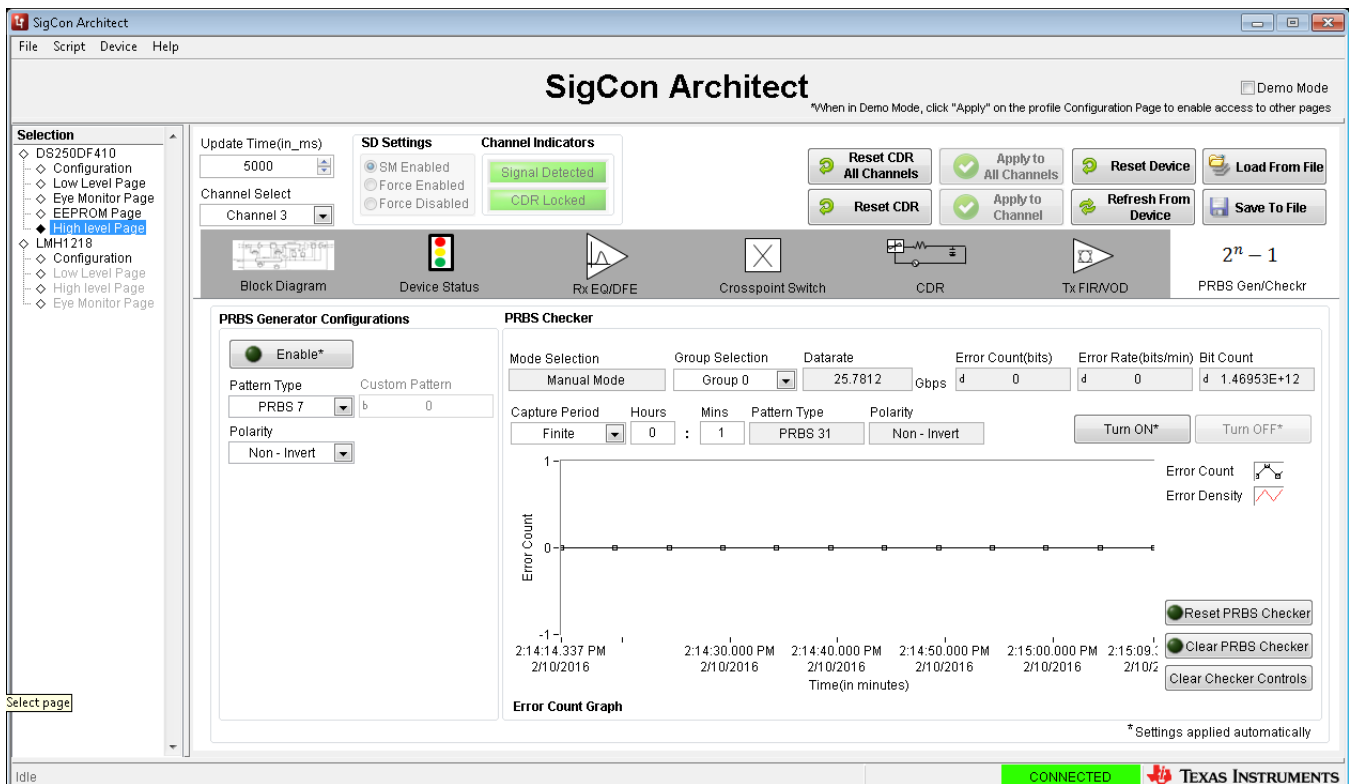 SigCon Architect
File Script Device Help
SigCon Architect
Demo Mode
*When in Demo Mode, click "Apply" on the profile Configuration Page to enable access to other pages
Selection
DS250DF410
Configuration
Low Level Page
Eye Monitor Page
EEPROM Page
High level Page
LMH1218
Configuration
Low Level Page
High level Page
Eye Monitor Page
Select page
Update Time(in_ms)
5000
Channel Select
Channel 3
SD Settings
SM Enabled
Force Enabled
Force Disabled
Channel Indicators
Signal Detected
CDR Locked
Reset CDR
All Channels
Apply to
All Channels
Reset Device
Load From File
Reset CDR
Apply to
Channel
Refresh From
Device
Save To File
Block Diagram
Device Status
Rx EQ/DFE
Crosspoint Switch
CDR
Tx FIR/VOD
2ⁿ − 1
PRBS Gen/Checkr
PRBS Generator Configurations
Enable*
Pattern Type
PRBS 7
Custom Pattern
b 0
Polarity
Non - Invert
PRBS Checker
Mode Selection
Manual Mode
Group Selection
Group 0
Datarate
25.7812 Gbps
Error Count(bits)
d 0
Error Rate(bits/min)
d 0
Bit Count
d 1.46953E+12
Capture Period
Finite
Hours
0
:
Mins
1
Pattern Type
PRBS 31
Polarity
Non - Invert
Turn ON*
Turn OFF*
Error Count
Error Density
Error Count
1
0
-1
2:14:14.337 PM 2:14:30.000 PM 2:14:40.000 PM 2:14:50.000 PM 2:15:00.000 PM 2:15:09.
2/10/2016 2/10/2016 2/10/2016 2/10/2016 2/10/2016 2/10/2
Time(in minutes)
Error Count Graph
Reset PRBS Checker
Clear PRBS Checker
Clear Checker Controls
*Settings applied automatically
Idle
CONNECTED
TEXAS INSTRUMENTS